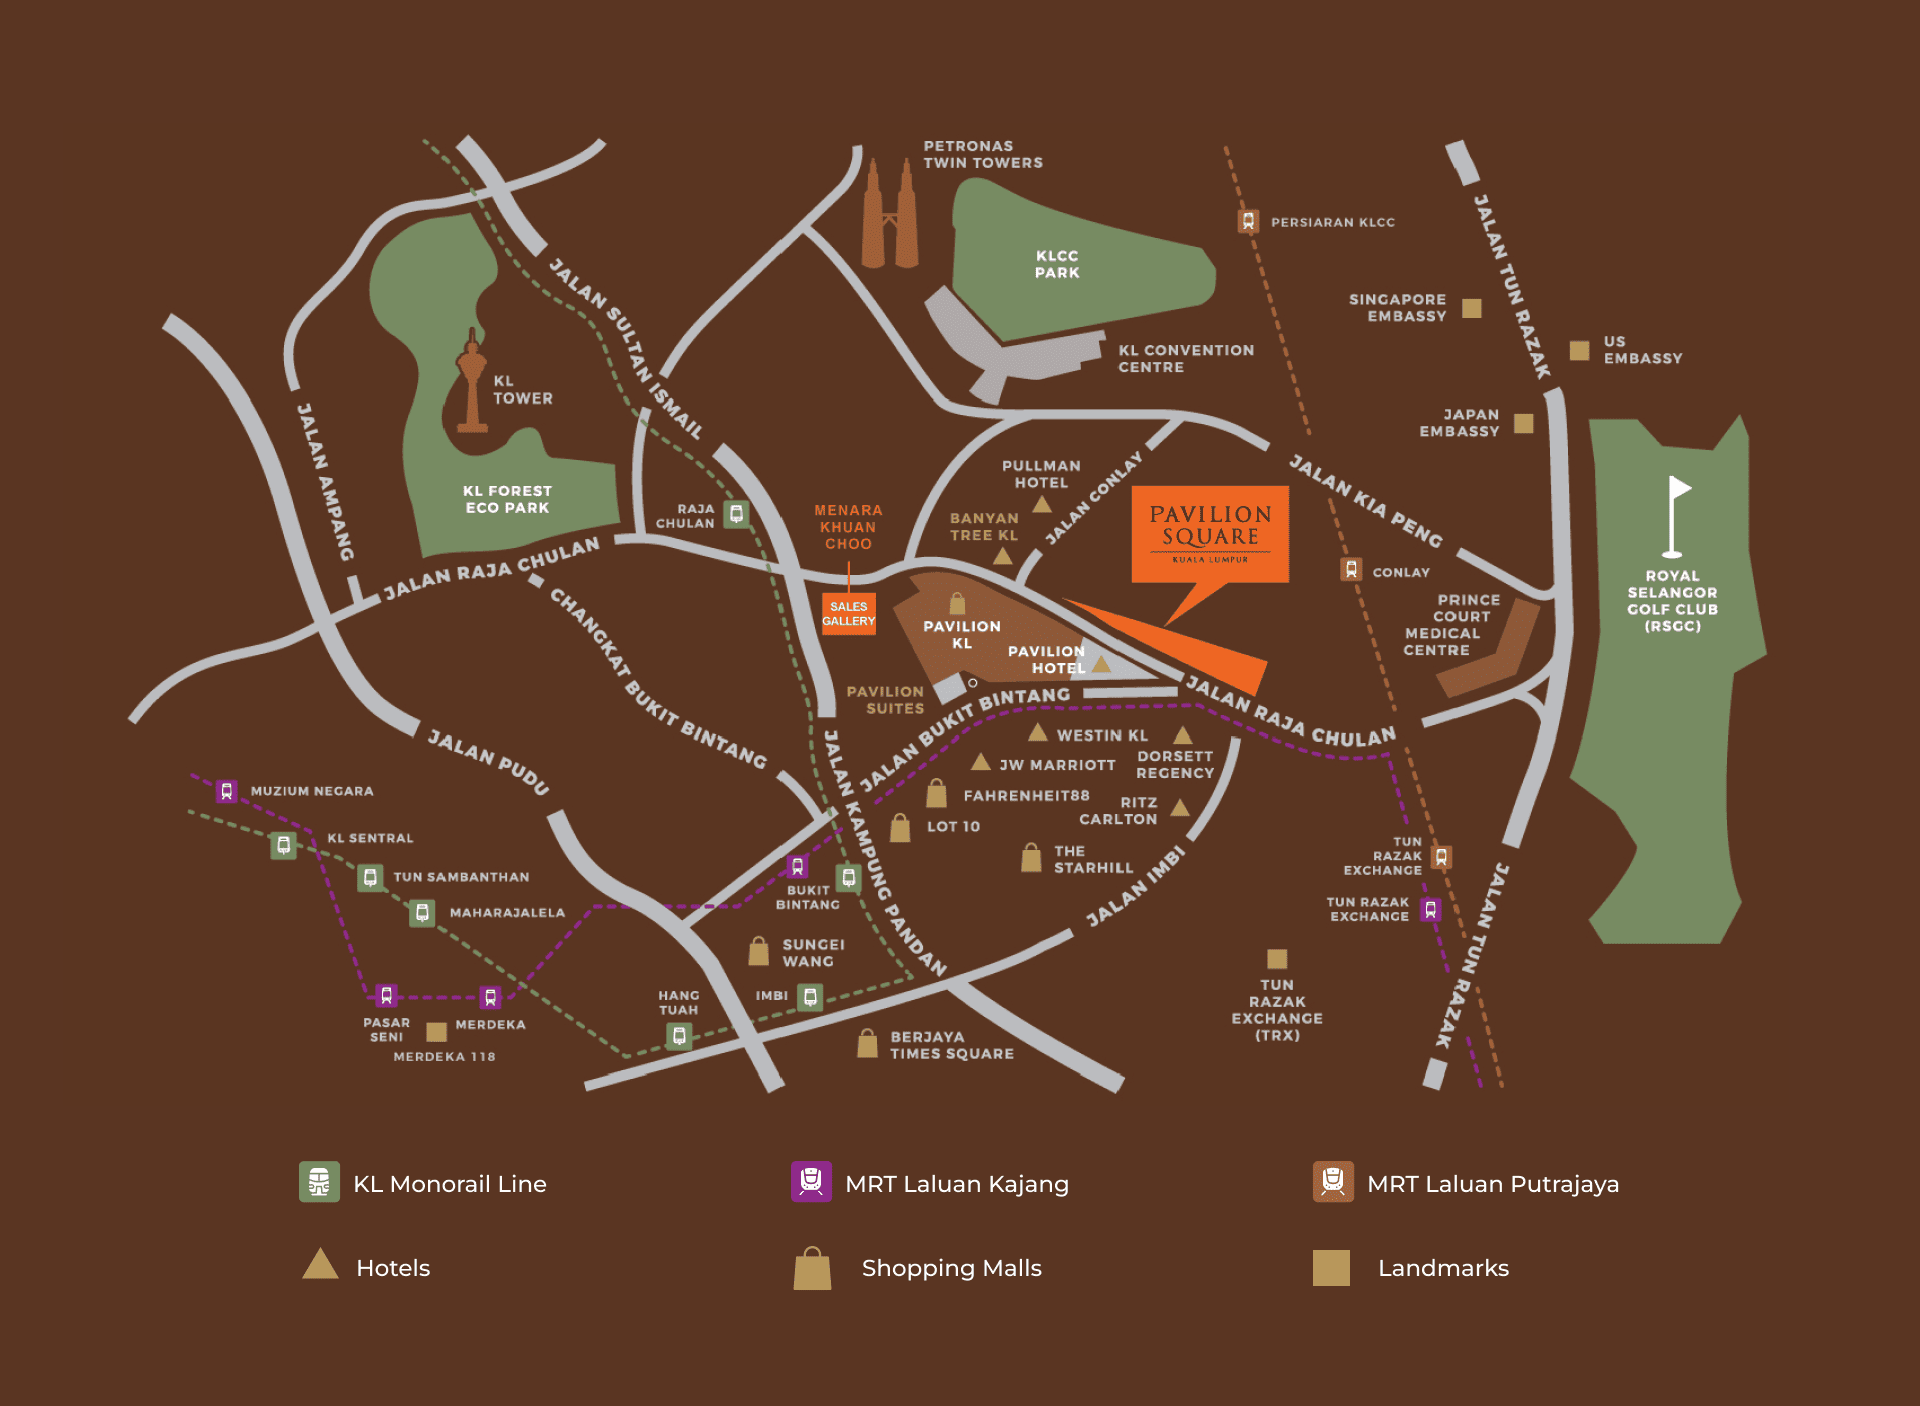 PETRONAS
TWIN TOWERS
KLCC
PARK
PERSIARAN KLCC
JALAN TUN RAZAK
SINGAPORE
EMBASSY
US
EMBASSY
JAPAN
EMBASSY
JALAN SULTAN ISMAIL
KL CONVENTION
CENTRE
KL
TOWER
JALAN AMPANG
KL FOREST
ECO PARK
RAJA
CHULAN
MENARA
KHUAN
CHOO
SALES
GALLERY
PULLMAN
HOTEL
BANYAN
TREE KL
JALAN CONLAY
PAVILION
SQUARE
KUALA LUMPUR
JALAN KIA PENG
CONLAY
PRINCE
COURT
MEDICAL
CENTRE
ROYAL
SELANGOR
GOLF CLUB
(RSGC)
JALAN RAJA CHULAN
CHANGKAT BUKIT BINTANG
PAVILION
KL
PAVILION
HOTEL
PAVILION
SUITES
JALAN BUKIT BINTANG
JALAN RAJA CHULAN
JALAN PUDU
JALAN KAMPUNG PANDAN
WESTIN KL
DORSETT
REGENCY
JW MARRIOTT
FAHRENHEIT88
RITZ
CARLTON
LOT 10
THE
STARHILL
JALAN IMBI
MUZIUM NEGARA
KL SENTRAL
TUN SAMBANTHAN
MAHARAJALELA
BUKIT
BINTANG
TUN
RAZAK
EXCHANGE
TUN RAZAK
EXCHANGE
JALAN TUN RAZAK
SUNGEI
WANG
HANG
TUAH
IMBI
PASAR
SENI
MERDEKA
MERDEKA 118
BERJAYA
TIMES SQUARE
TUN
RAZAK
EXCHANGE
(TRX)
KL Monorail Line
MRT Laluan Kajang
MRT Laluan Putrajaya
Hotels
Shopping Malls
Landmarks